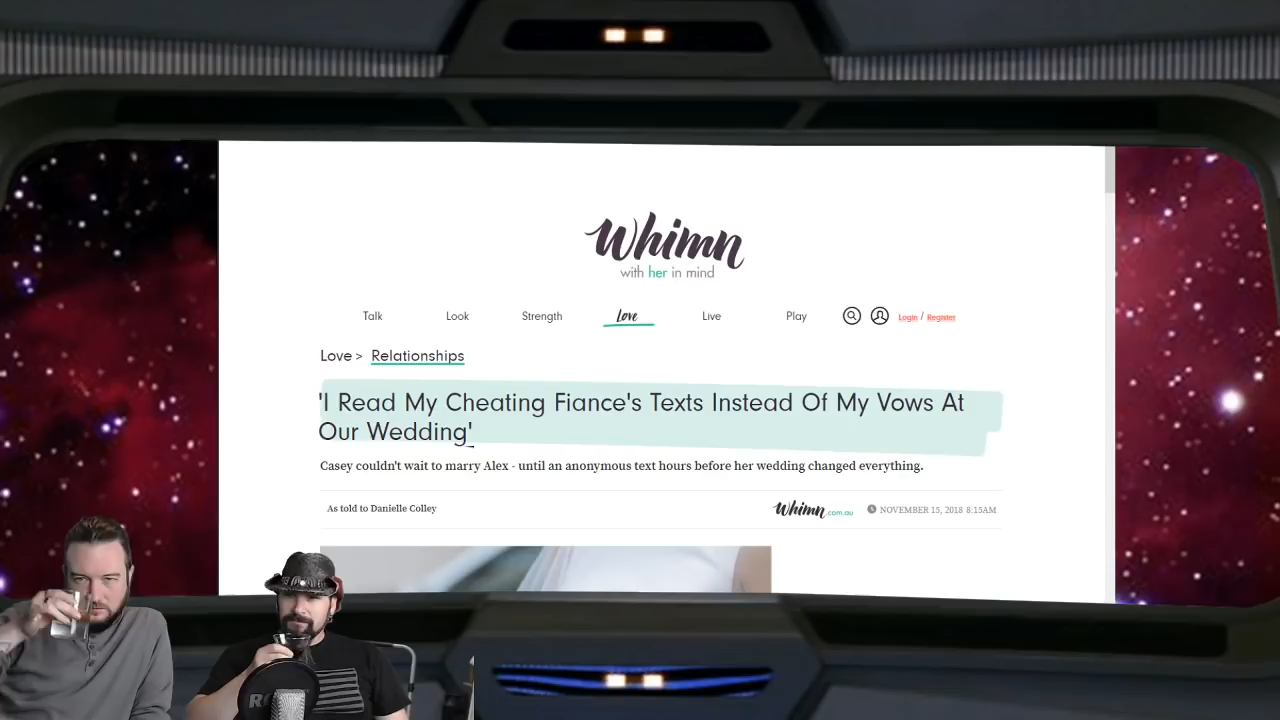 Whimn
with her in mind
Talk Look Strength Love Live Play Login / Register
Love > Relationships
'I Read My Cheating Fiance's Texts Instead Of My Vows At
Our Wedding'
Casey couldn't wait to marry Alex - until an anonymous text hours before her wedding changed everything.
As told to Danielle Colley
Whimn.com.au NOVEMBER 15, 2018 8:15AM